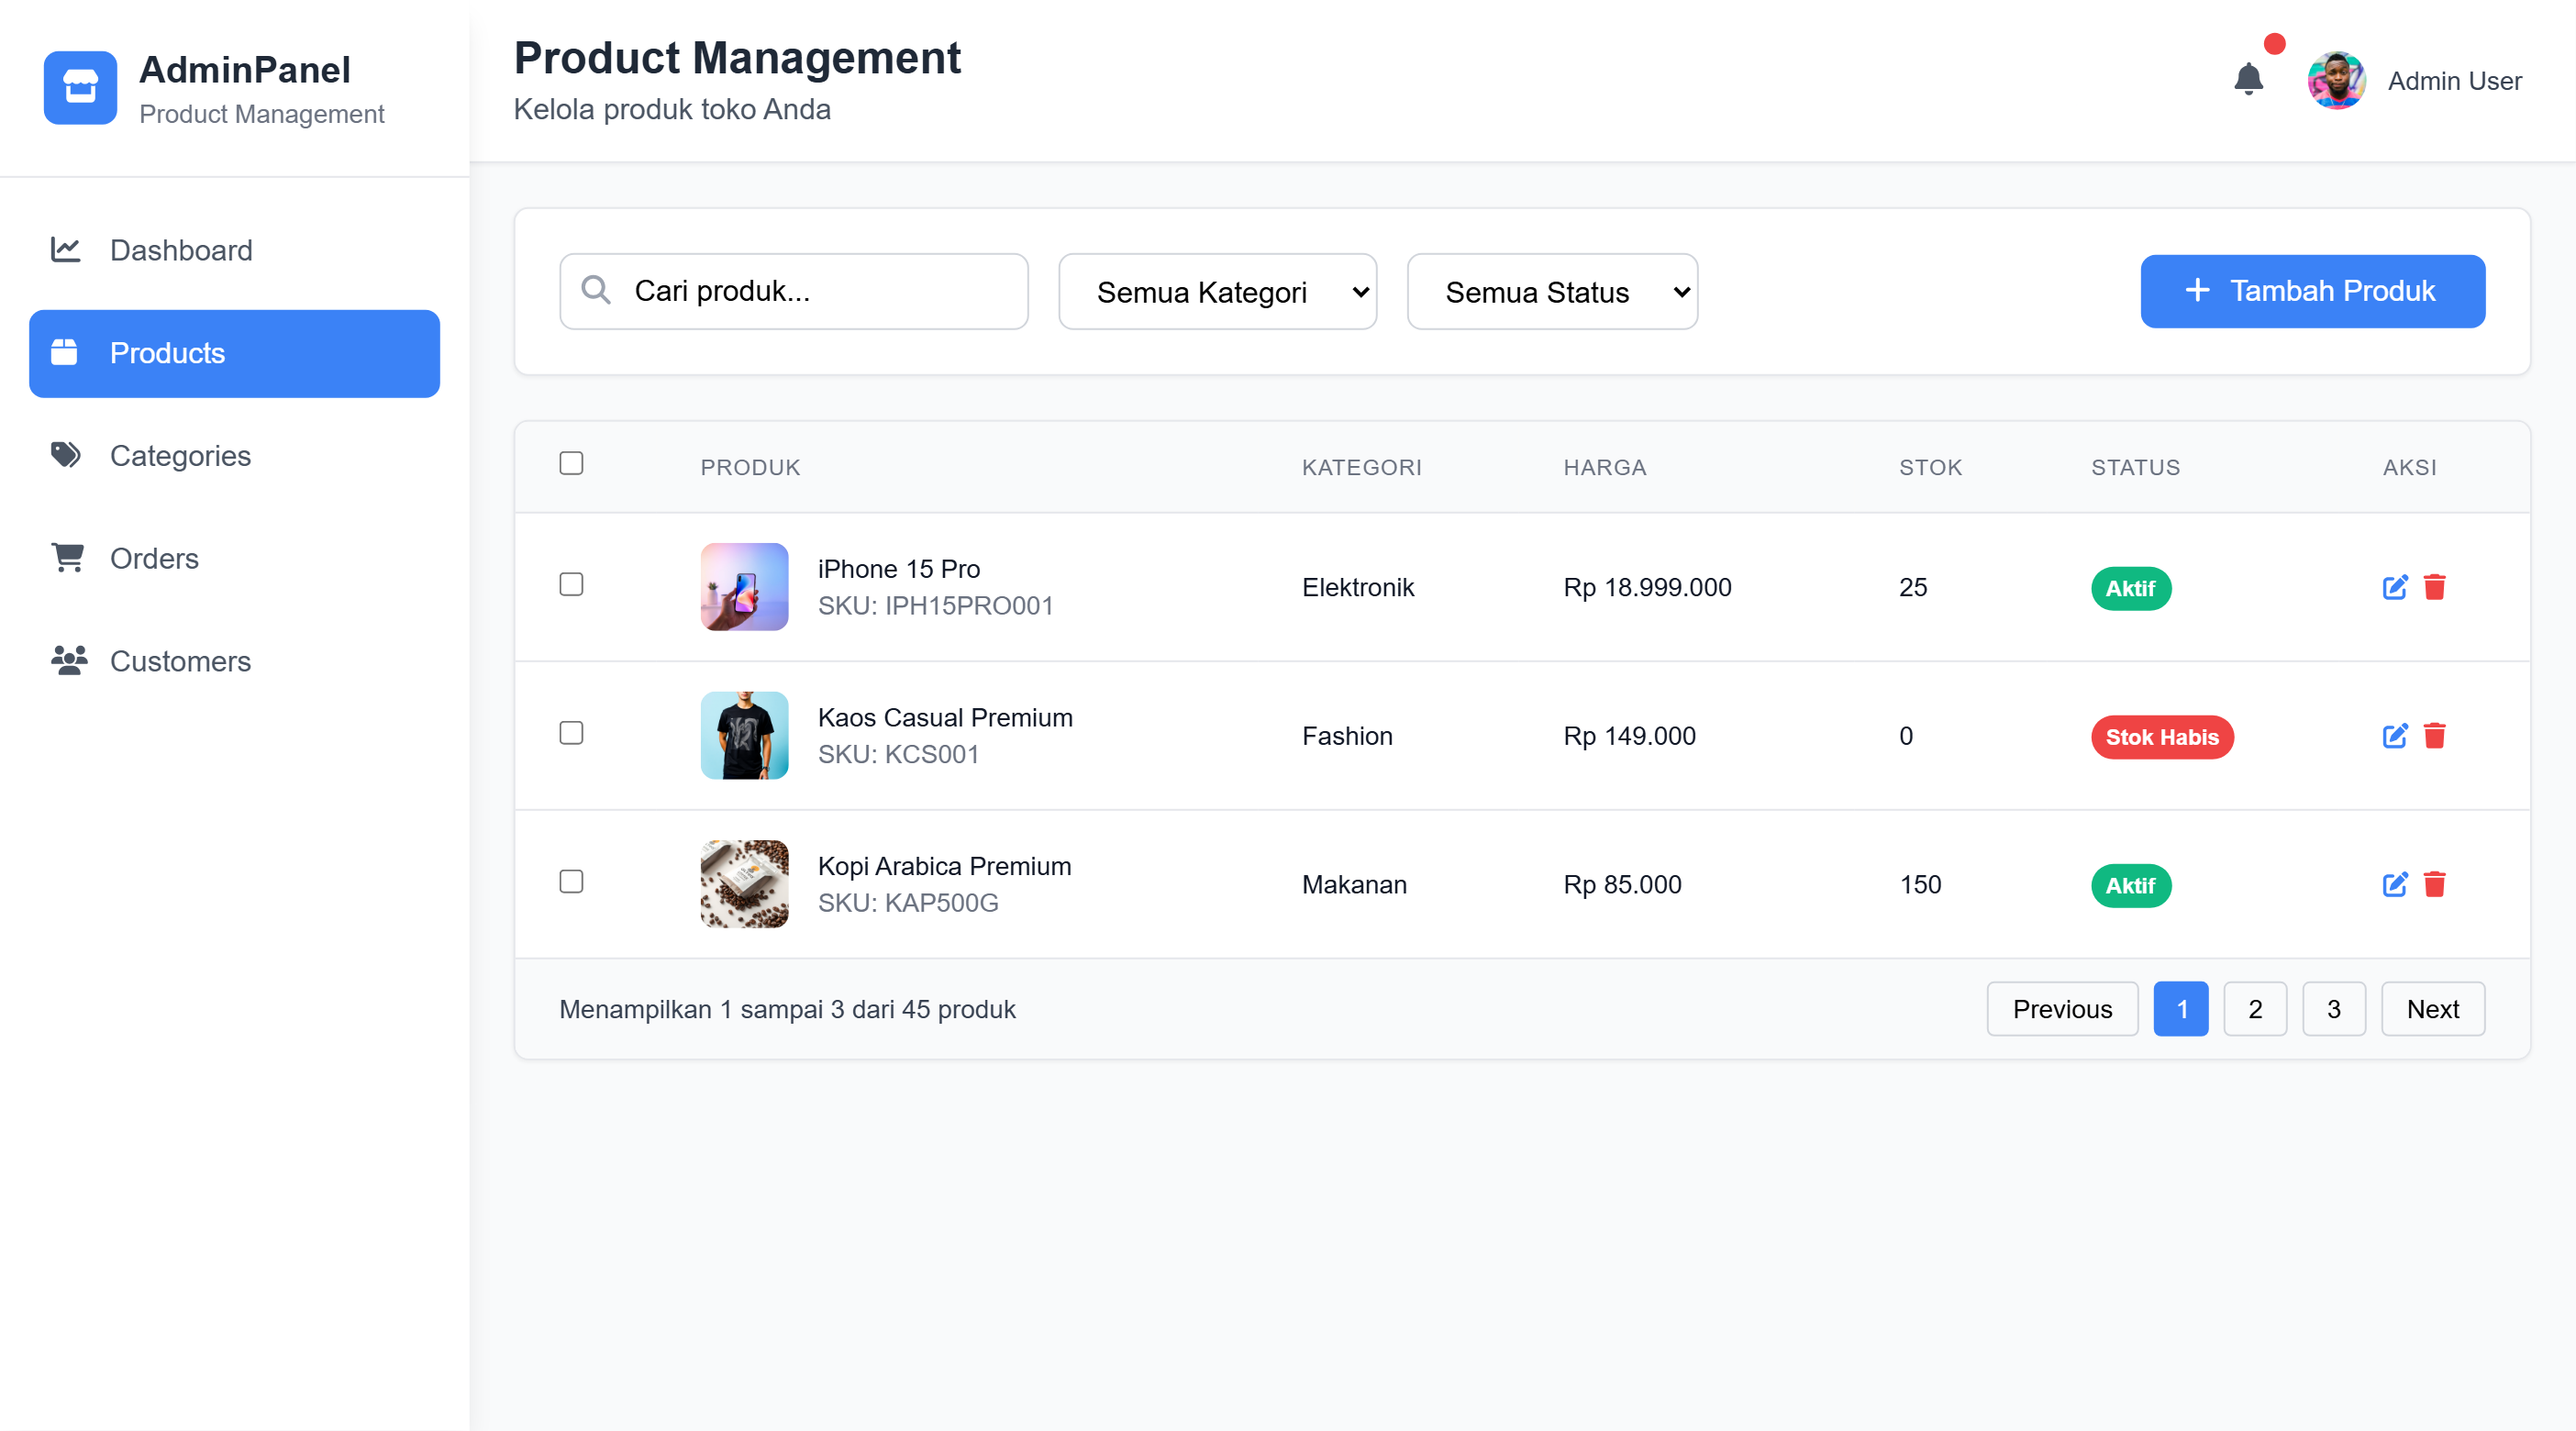 AdminPanel
Product Management
Dashboard
Products
Categories
Orders
Customers
Product Management
Kelola produk toko Anda
Admin User
Cari produk...
Semua Kategori
Semua Status
Tambah Produk
PRODUK KATEGORI HARGA STOK STATUS AKSI
iPhone 15 Pro
SKU: IPH15PRO001
Elektronik Rp 18.999.000 25 Aktif
Kaos Casual Premium
SKU: KCS001
Fashion Rp 149.000 0 Stok Habis
Kopi Arabica Premium
SKU: KAP500G
Makanan Rp 85.000 150 Aktif
Menampilkan 1 sampai 3 dari 45 produk
Previous 1 2 3 Next